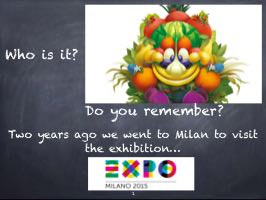 Who is it?
Do you remember?
Two years ago we went to Milan to visit
the exhibition...
EXPO
MILANO 2015
1